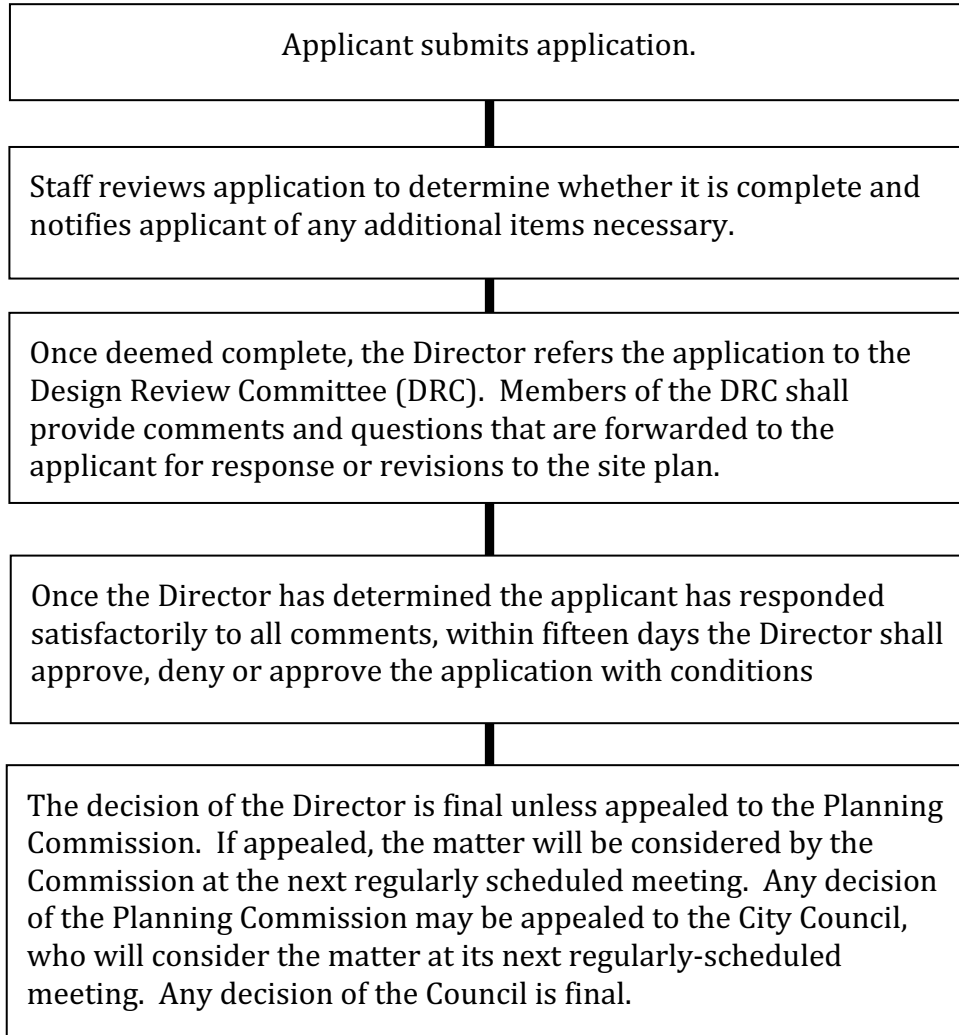 Applicant submits application.
Staff reviews application to determine whether it is complete and
notifies applicant of any additional items necessary.
Once deemed complete, the Director refers the application to the
Design Review Committee (DRC).  Members of the DRC shall
provide comments and questions that are forwarded to the
applicant for response or revisions to the site plan.
Once the Director has determined the applicant has responded
satisfactorily to all comments, within fifteen days the Director shall
approve, deny or approve the application with conditions
The decision of the Director is final unless appealed to the Planning
Commission.  If appealed, the matter will be considered by the
Commission at the next regularly scheduled meeting.  Any decision
of the Planning Commission may be appealed to the City Council,
who will consider the matter at its next regularly-scheduled
meeting.  Any decision of the Council is final.